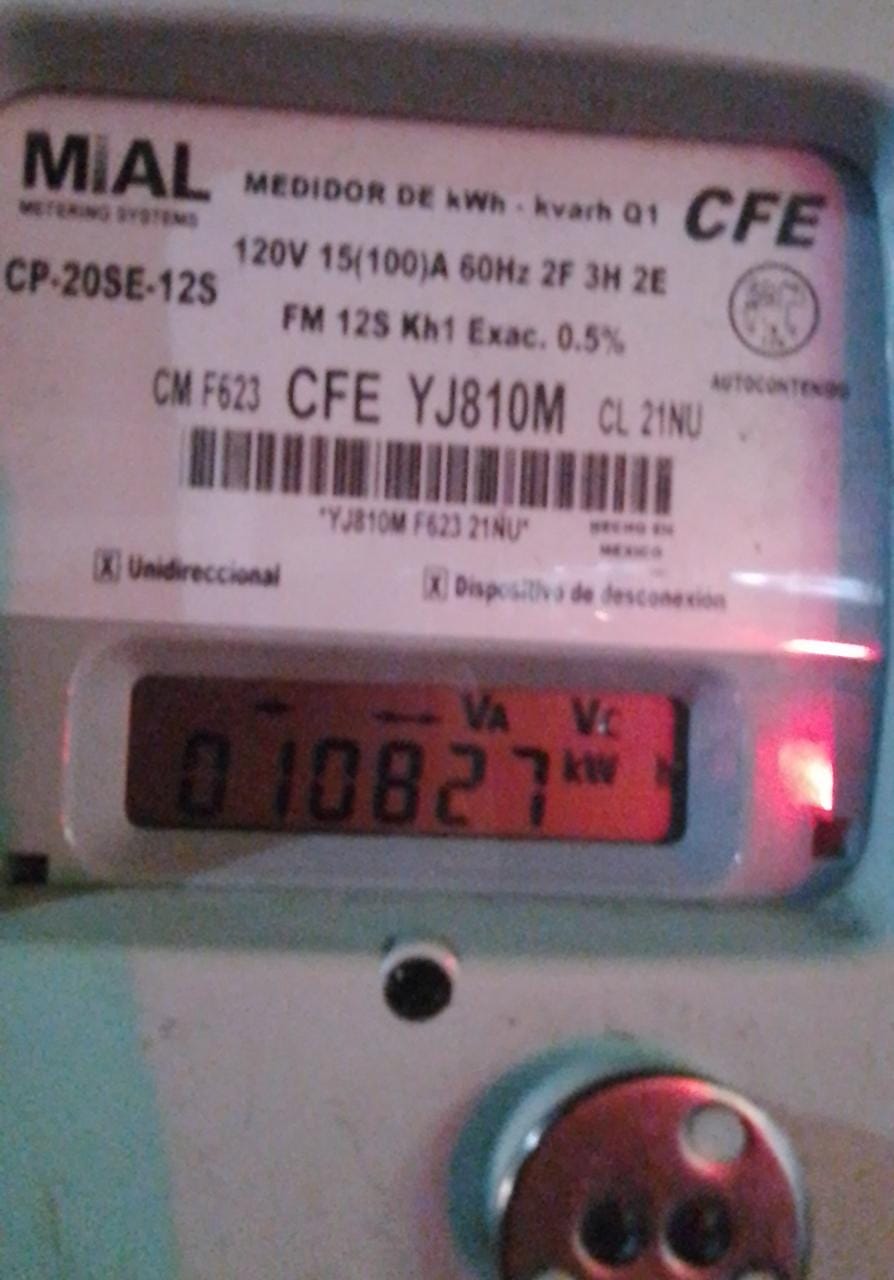 MiAL
METERING SYSTEMS
MEDIDOR DE kWh - kvarh Q1
CFE
CP-20SE-12S
120V 15(100)A 60Hz 2F 3H 2E
FM 12S Kh1 Exac. 0.5%
AUTOCONTENIDO
CM F623 CFE YJ810M CL 21NU
*YJ810M F623 21NU*
HECHO EN
MEXICO
X Unidireccional
X Dispositivo de desconexión
VA VC
010827 kW h